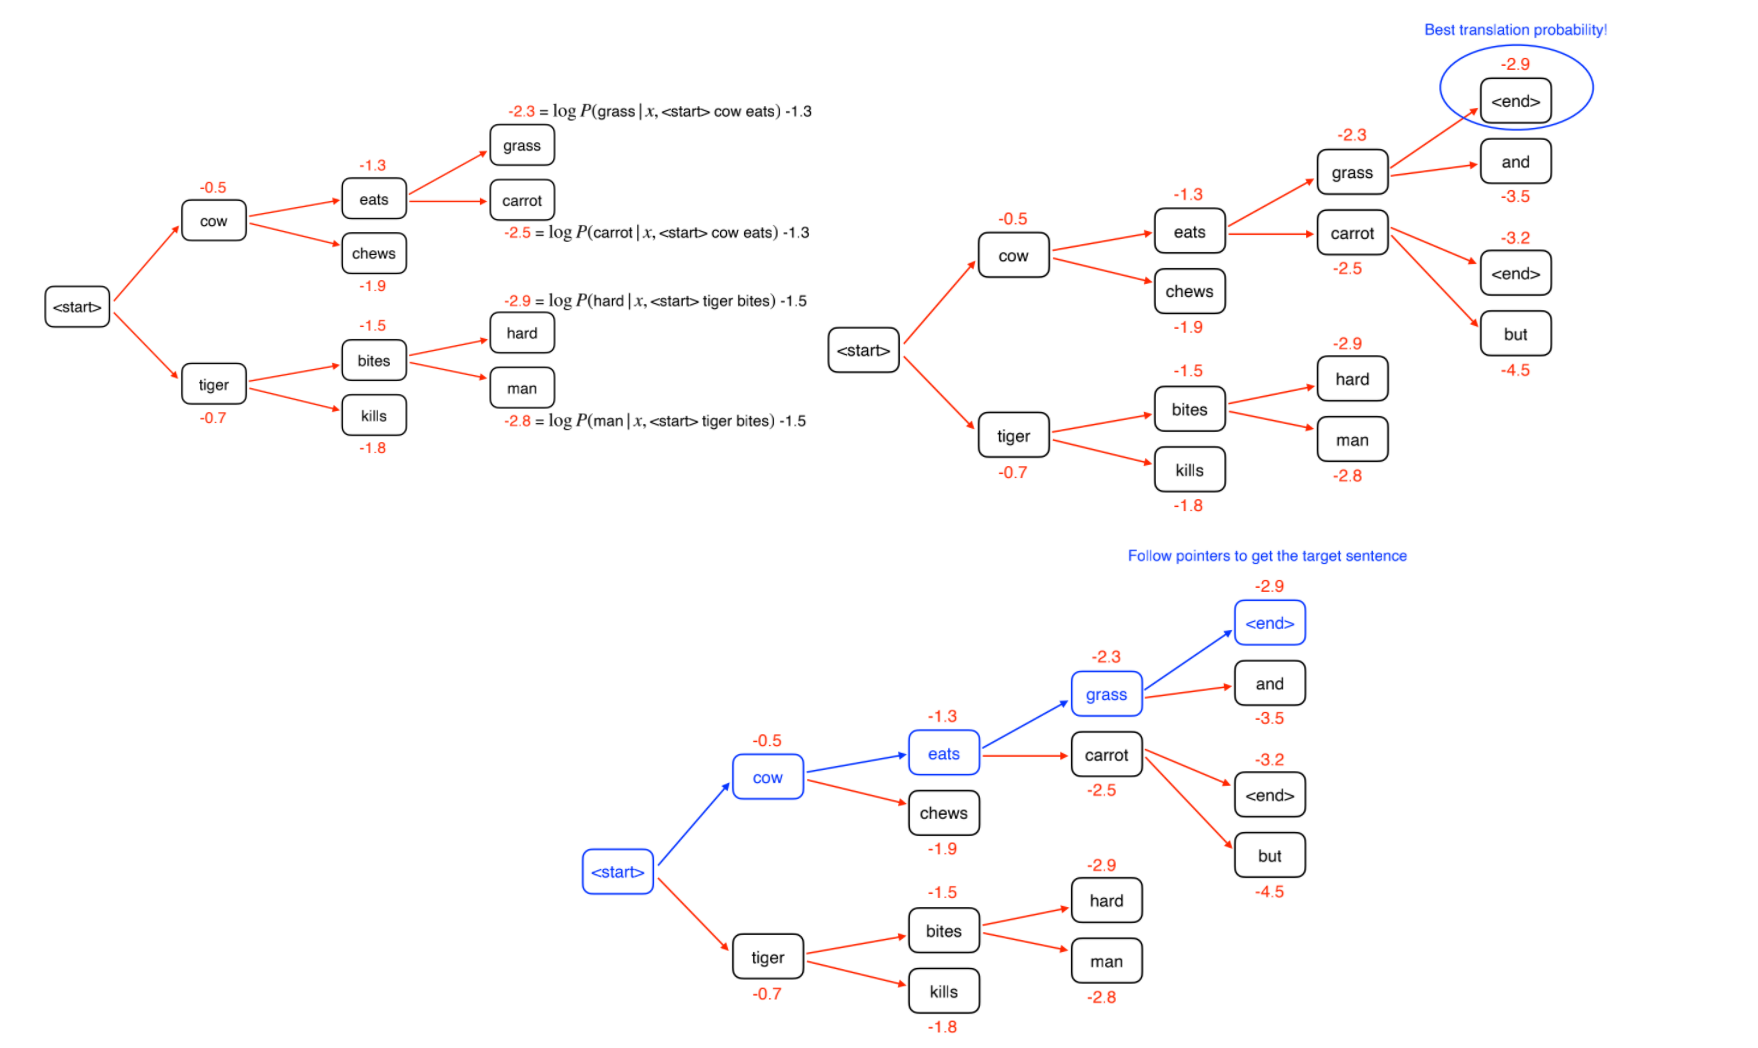 -2.3 = log P(grass | x, <start> cow eats) -1.3
grass
-1.3
eats
-0.5
cow
carrot
-2.5 = log P(carrot | x, <start> cow eats) -1.3
chews
-1.9
<start>
-2.9 = log P(hard | x, <start> tiger bites) -1.5
hard
-1.5
bites
tiger
-0.7
man
-2.8 = log P(man | x, <start> tiger bites) -1.5
kills
-1.8
Best translation probability!
-2.9
<end>
-2.3
grass
and
-3.5
-1.3
eats
-0.5
cow
carrot
-2.5
-3.2
<end>
chews
-1.9
but
-4.5
<start>
-2.9
hard
-1.5
bites
tiger
-0.7
man
-2.8
kills
-1.8
Follow pointers to get the target sentence
-2.9
<end>
-2.3
grass
and
-3.5
-1.3
eats
-0.5
cow
carrot
-2.5
-3.2
<end>
chews
-1.9
but
-4.5
<start>
-2.9
hard
-1.5
bites
tiger
-0.7
man
-2.8
kills
-1.8